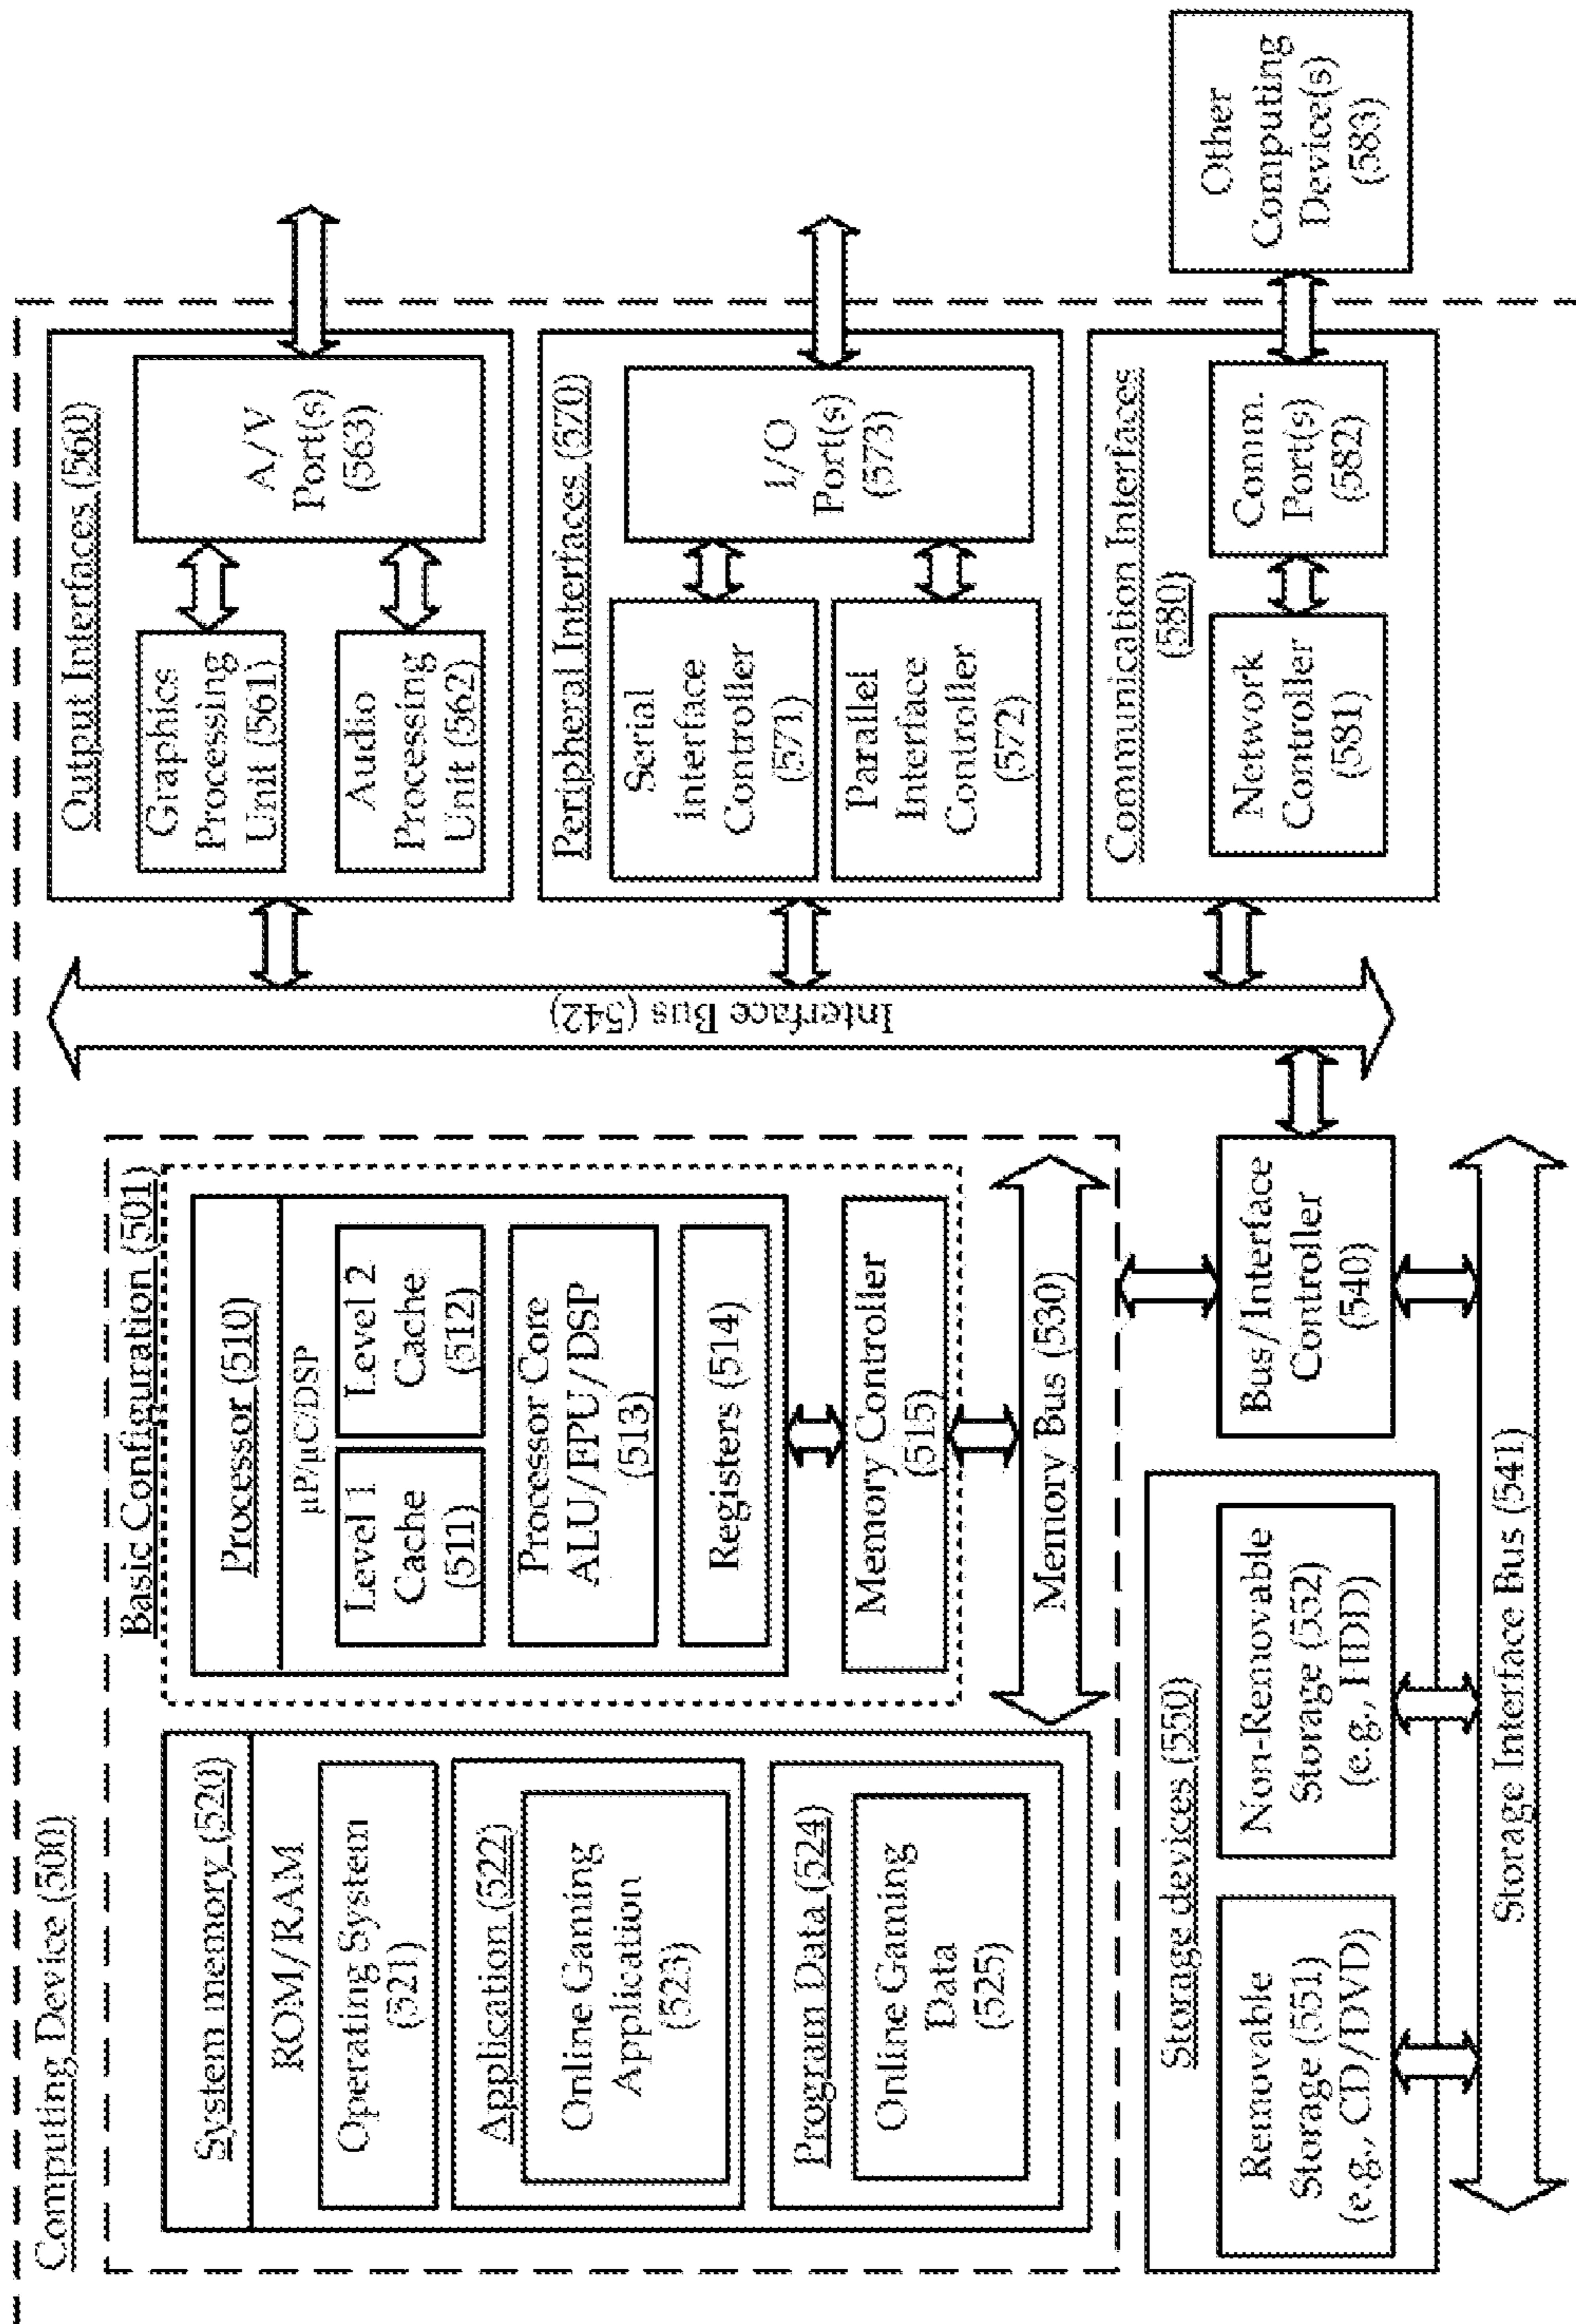 Computing Device (500)
Basic Configuration (501)
System memory (520)
ROM/RAM
Operating System
(521)
Application (522)
Online Gaming
Application
(523)
Program Data (524)
Online Gaming
Data
(525)
Processor (510)
µP/µC/DSP
Level 1
Cache
(511)
Level 2
Cache
(512)
Processor Core
ALU/FPU/DSP
(513)
Registers (514)
Memory Controller
(515)
Memory Bus (530)
Storage devices (550)
Removable
Storage (551)
(e.g., CD/DVD)
Non-Removable
Storage (552)
(e.g., HDD)
Bus/Interface
Controller
(540)
Storage Interface Bus (541)
Interface Bus (542)
Output Interfaces (560)
Graphics
Processing
Unit (561)
Audio
Processing
Unit (562)
A/V
Port(s)
(563)
Peripheral Interfaces (570)
Serial
interface
Controller
(571)
Parallel
Interface
Controller
(572)
I/O
Port(s)
(573)
Communication Interfaces
(580)
Network
Controller
(581)
Comm.
Port(s)
(582)
Other
Computing
Device(s)
(583)